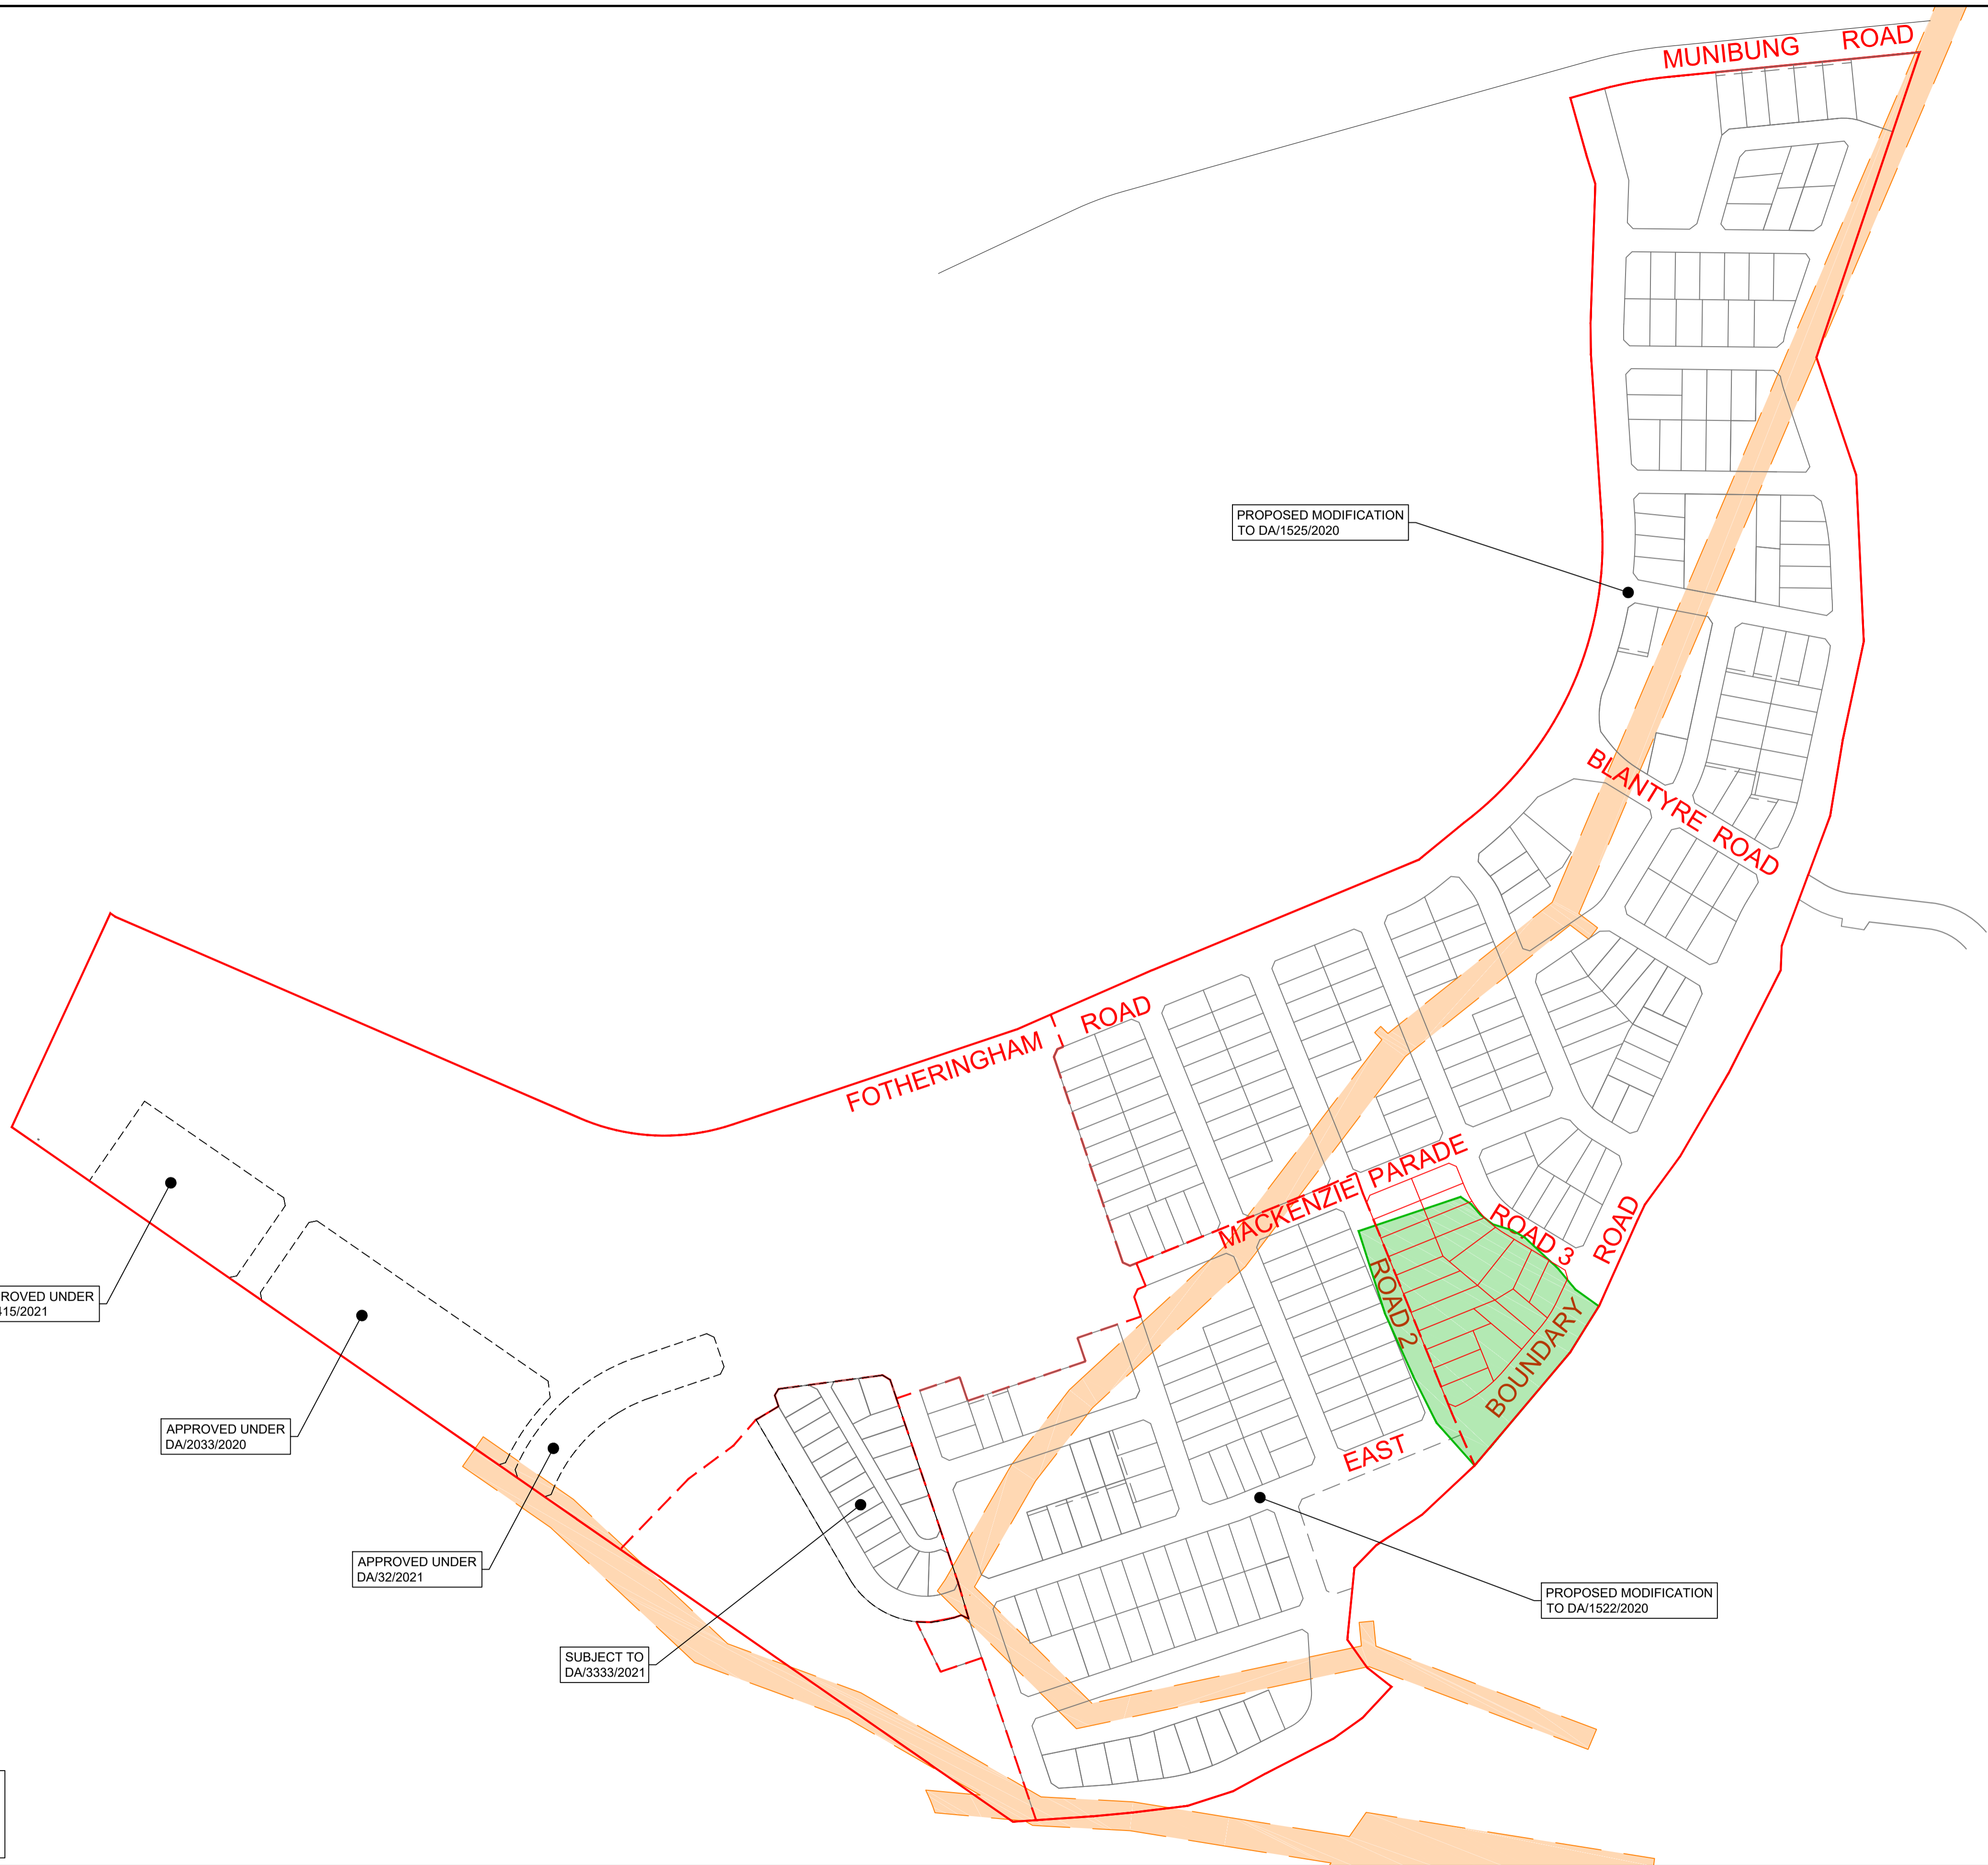 MUNIBUNG ROAD
PROPOSED MODIFICATION
TO DA/1525/2020
BLANTYRE ROAD
FOTHERINGHAM ROAD
MACKENZIE PARADE
ROAD 3
ROAD 2
EAST BOUNDARY ROAD
ROVED UNDER
415/2021
APPROVED UNDER
DA/2033/2020
APPROVED UNDER
DA/32/2021
SUBJECT TO
DA/3333/2021
PROPOSED MODIFICATION
TO DA/1522/2020